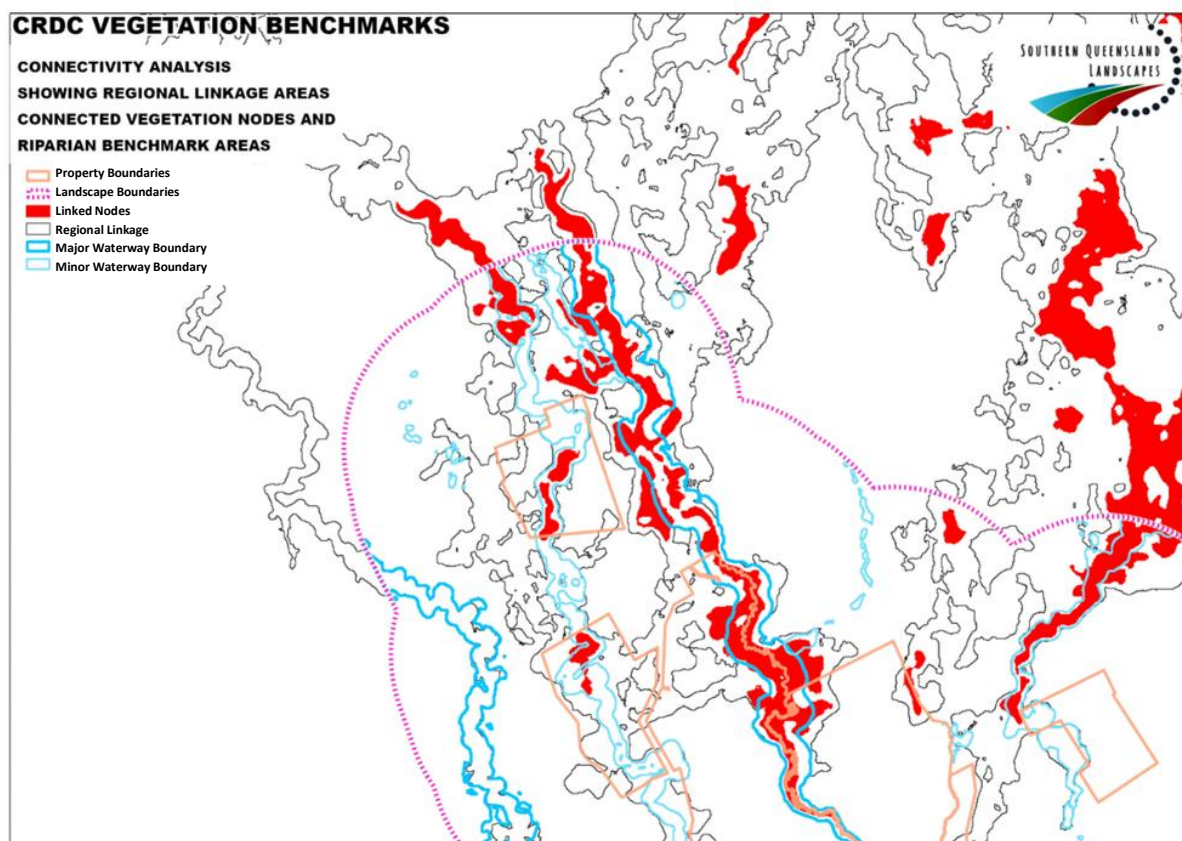 CRDC VEGETATION BENCHMARKS
CONNECTIVITY ANALYSIS
SHOWING REGIONAL LINKAGE AREAS
CONNECTED VEGETATION NODES AND
RIPARIAN BENCHMARK AREAS
Property Boundaries
Landscape Boundaries
Linked Nodes
Regional Linkage
Major Waterway Boundary
Minor Waterway Boundary
SOUTHERN QUEENSLAND
LANDSCAPES